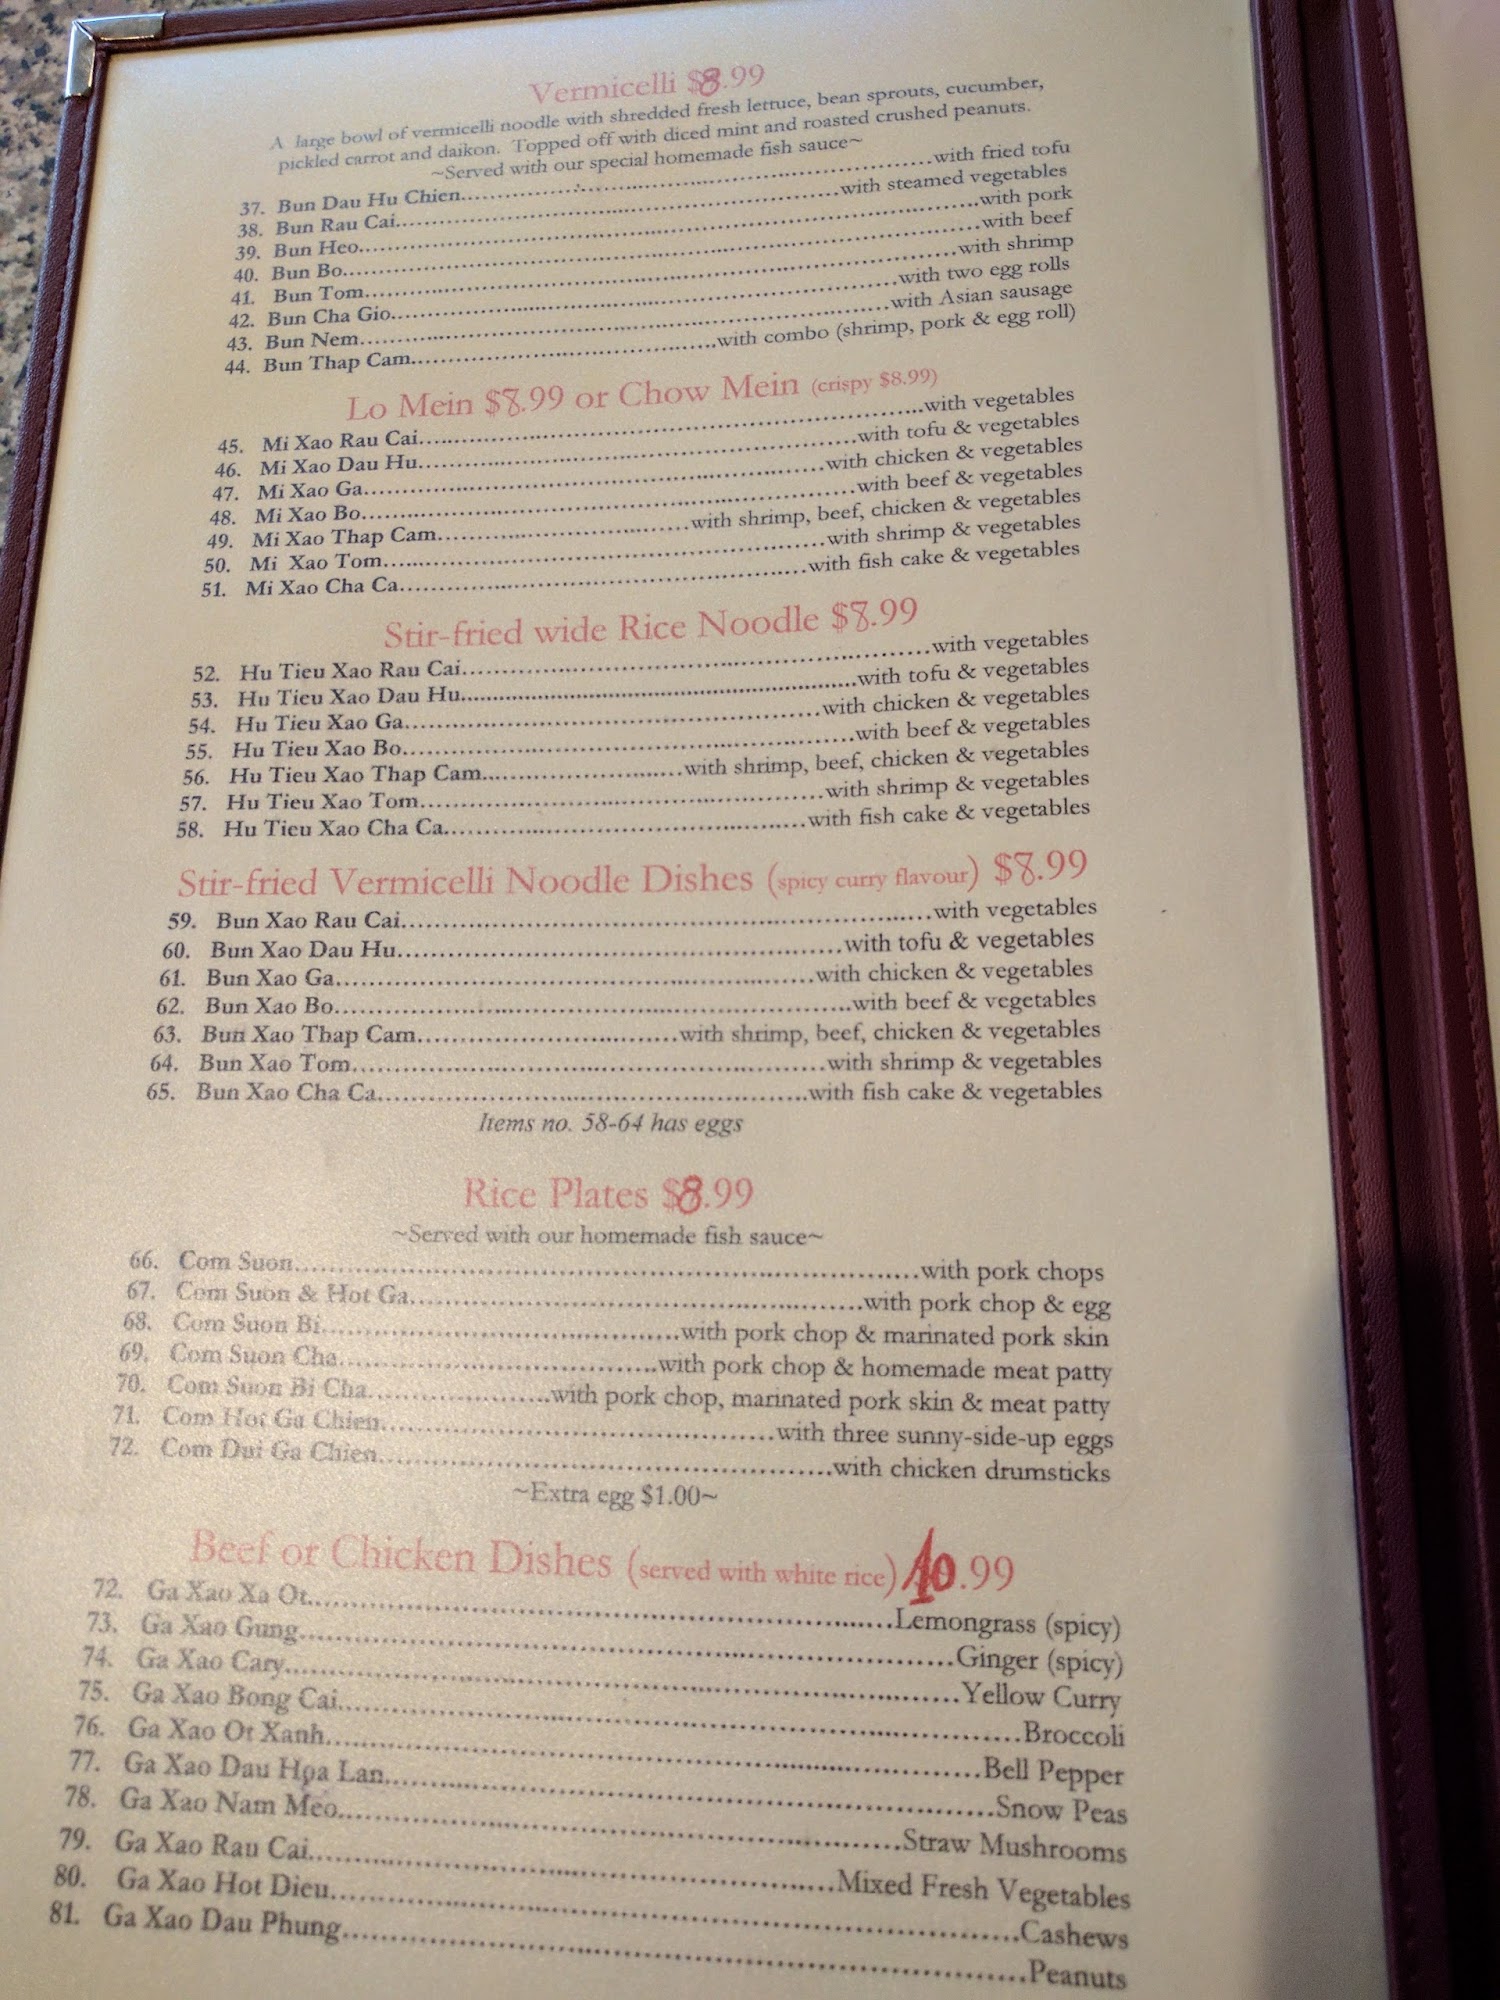 Vermicelli $8.99
A large bowl of vermicelli noodle with shredded fresh lettuce, bean sprouts, cucumber,
pickled carrot and daikon. Topped off with diced mint and roasted crushed peanuts.
~Served with our special homemade fish sauce~
37. Bun Dau Hu Chien..........with fried tofu
38. Bun Rau Cai..........with steamed vegetables
39. Bun Heo..........with pork
40. Bun Bo..........with beef
41. Bun Tom..........with shrimp
42. Bun Cha Gio..........with two egg rolls
43. Bun Nem..........with Asian sausage
44. Bun Thap Cam..........with combo (shrimp, pork & egg roll)
Lo Mein $8.99 or Chow Mein (crispy $8.99)
45. Mi Xao Rau Cai..........with vegetables
46. Mi Xao Dau Hu..........with tofu & vegetables
47. Mi Xao Ga..........with chicken & vegetables
48. Mi Xao Bo..........with beef & vegetables
49. Mi Xao Thap Cam..........with shrimp, beef, chicken & vegetables
50. Mi Xao Tom..........with shrimp & vegetables
51. Mi Xao Cha Ca..........with fish cake & vegetables
Stir-fried wide Rice Noodle $8.99
52. Hu Tieu Xao Rau Cai..........with vegetables
53. Hu Tieu Xao Dau Hu..........with tofu & vegetables
54. Hu Tieu Xao Ga..........with chicken & vegetables
55. Hu Tieu Xao Bo..........with beef & vegetables
56. Hu Tieu Xao Thap Cam..........with shrimp, beef, chicken & vegetables
57. Hu Tieu Xao Tom..........with shrimp & vegetables
58. Hu Tieu Xao Cha Ca..........with fish cake & vegetables
Stir-fried Vermicelli Noodle Dishes (spicy curry flavour) $8.99
59. Bun Xao Rau Cai..........with vegetables
60. Bun Xao Dau Hu..........with tofu & vegetables
61. Bun Xao Ga..........with chicken & vegetables
62. Bun Xao Bo..........with beef & vegetables
63. Bun Xao Thap Cam..........with shrimp, beef, chicken & vegetables
64. Bun Xao Tom..........with shrimp & vegetables
65. Bun Xao Cha Ca..........with fish cake & vegetables
Items no. 58-64 has eggs
Rice Plates $8.99
~Served with our homemade fish sauce~
66. Com Suon..........with pork chops
67. Com Suon & Hot Ga..........with pork chop & egg
68. Com Suon Bi..........with pork chop & marinated pork skin
69. Com Suon Cha..........with pork chop & homemade meat patty
70. Com Suon Bi Cha..........with pork chop, marinated pork skin & meat patty
71. Com Hot Ga Chien..........with three sunny-side-up eggs
72. Com Dui Ga Chien..........with chicken drumsticks
~Extra egg $1.00~
Beef or Chicken Dishes (served with white rice) 10.99
72. Ga Xao Xa Ot..........Lemongrass (spicy)
73. Ga Xao Gung..........Ginger (spicy)
74. Ga Xao Cary..........Yellow Curry
75. Ga Xao Bong Cai..........Broccoli
76. Ga Xao Ot Xanh..........Bell Pepper
77. Ga Xao Dau Hoa Lan..........Snow Peas
78. Ga Xao Nam Meo..........Straw Mushrooms
79. Ga Xao Rau Cai..........Mixed Fresh Vegetables
80. Ga Xao Hot Dieu..........Cashews
81. Ga Xao Dau Phung..........Peanuts